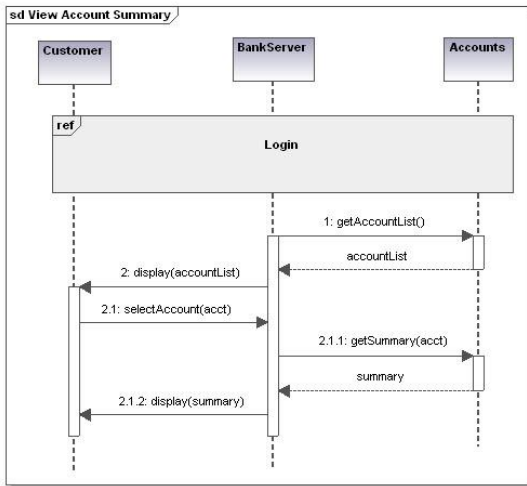 sd View Account Summary
Customer
BankServer
Accounts
ref
Login
1: getAccountList()
accountList
2: display(accountList)
2.1: selectAccount(acct)
2.1.1: getSummary(acct)
summary
2.1.2: display(summary)